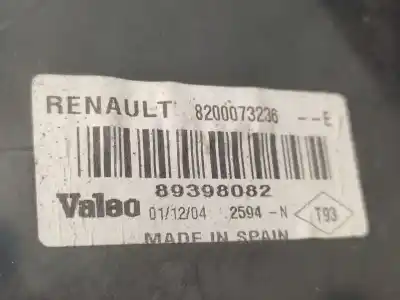 RENAULT 8200073236 --E
89398082
Valeo 01/12/04 2594-N T93
MADE IN SPAIN